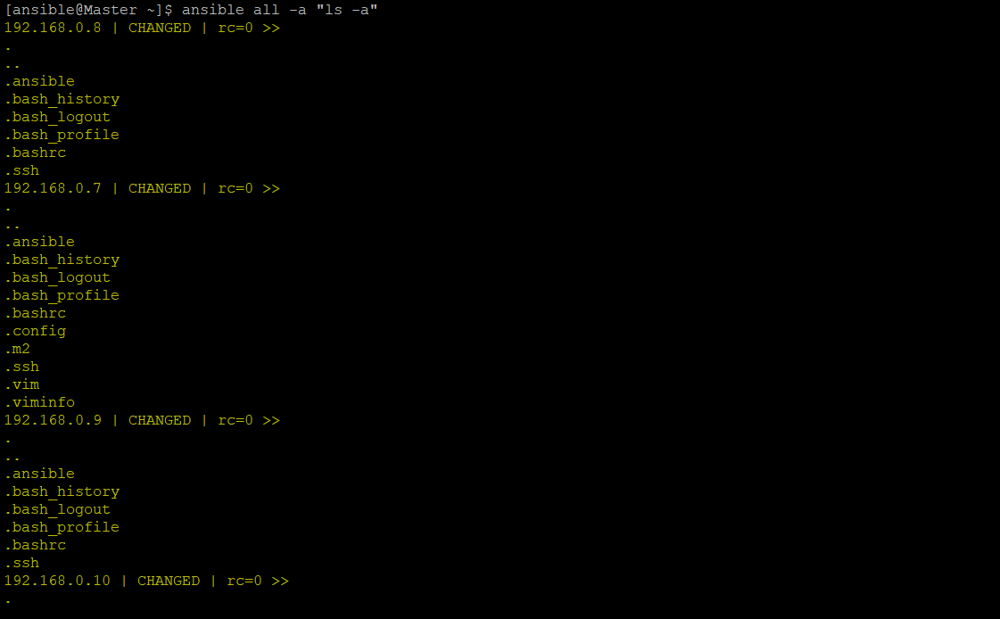 [ansible@Master ~]$ ansible all -a "ls -a"
192.168.0.8 | CHANGED | rc=0 >>
.
..
.ansible
.bash_history
.bash_logout
.bash_profile
.bashrc
.ssh
192.168.0.7 | CHANGED | rc=0 >>
.
..
.ansible
.bash_history
.bash_logout
.bash_profile
.bashrc
.config
.m2
.ssh
.vim
.viminfo
192.168.0.9 | CHANGED | rc=0 >>
.
..
.ansible
.bash_history
.bash_logout
.bash_profile
.bashrc
.ssh
192.168.0.10 | CHANGED | rc=0 >>
.